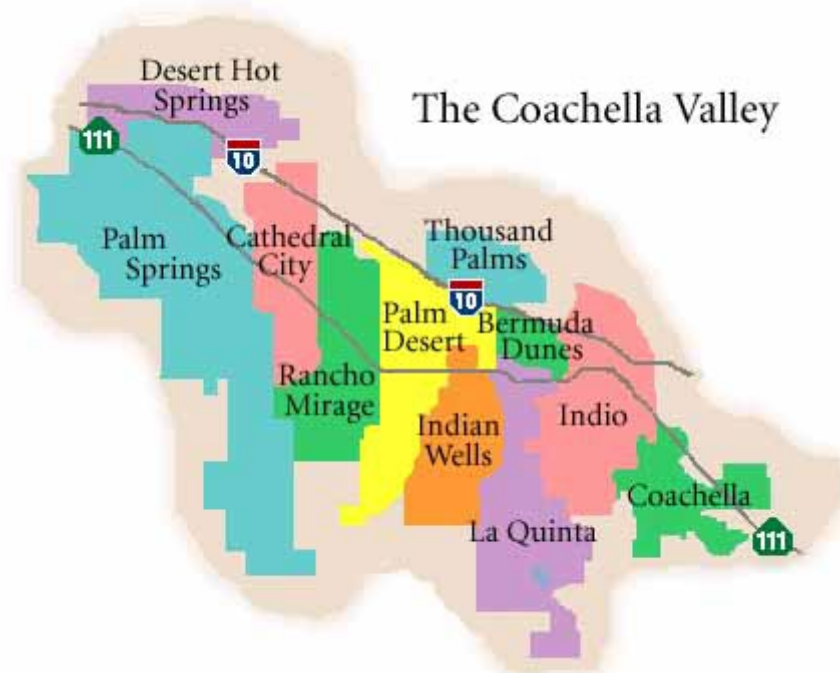 The Coachella Valley
Desert Hot
Springs
111
10
Palm
Springs
Cathedral
City
Thousand
Palms
10
Palm
Desert
Bermuda
Dunes
Rancho
Mirage
Indian
Wells
Indio
Coachella
La Quinta
111